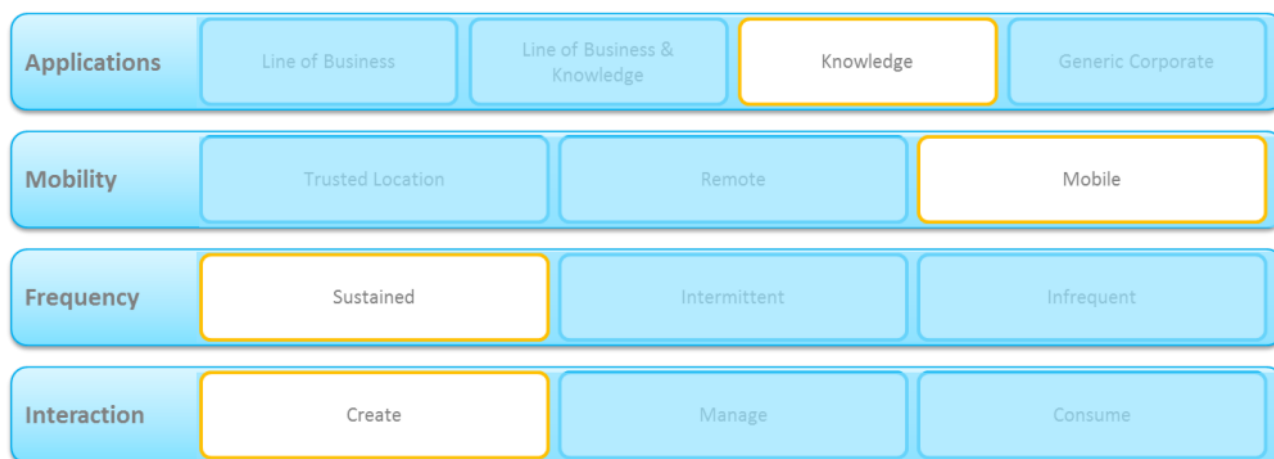 Applications
Line of Business
Line of Business &
Knowledge
Knowledge
Generic Corporate
Mobility
Trusted Location
Remote
Mobile
Frequency
Sustained
Intermittent
Infrequent
Interaction
Create
Manage
Consume